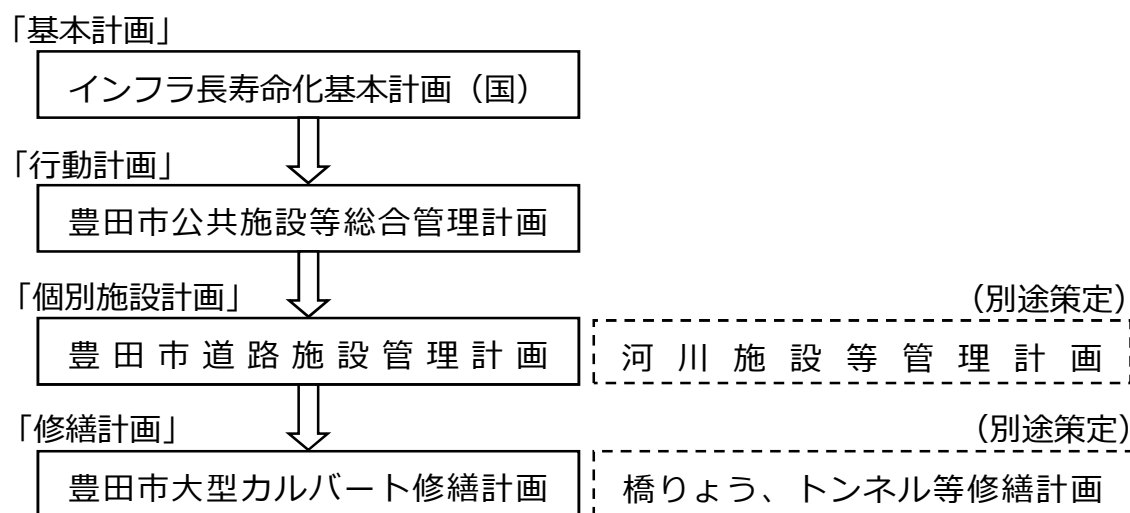 「基本計画」
インフラ長寿命化基本計画（国）
「行動計画」
豊田市公共施設等総合管理計画
「個別施設計画」
（別途策定）
豊田市道路施設管理計画
河川施設等管理計画
「修繕計画」
（別途策定）
豊田市大型カルバート修繕計画
橋りょう、トンネル等修繕計画